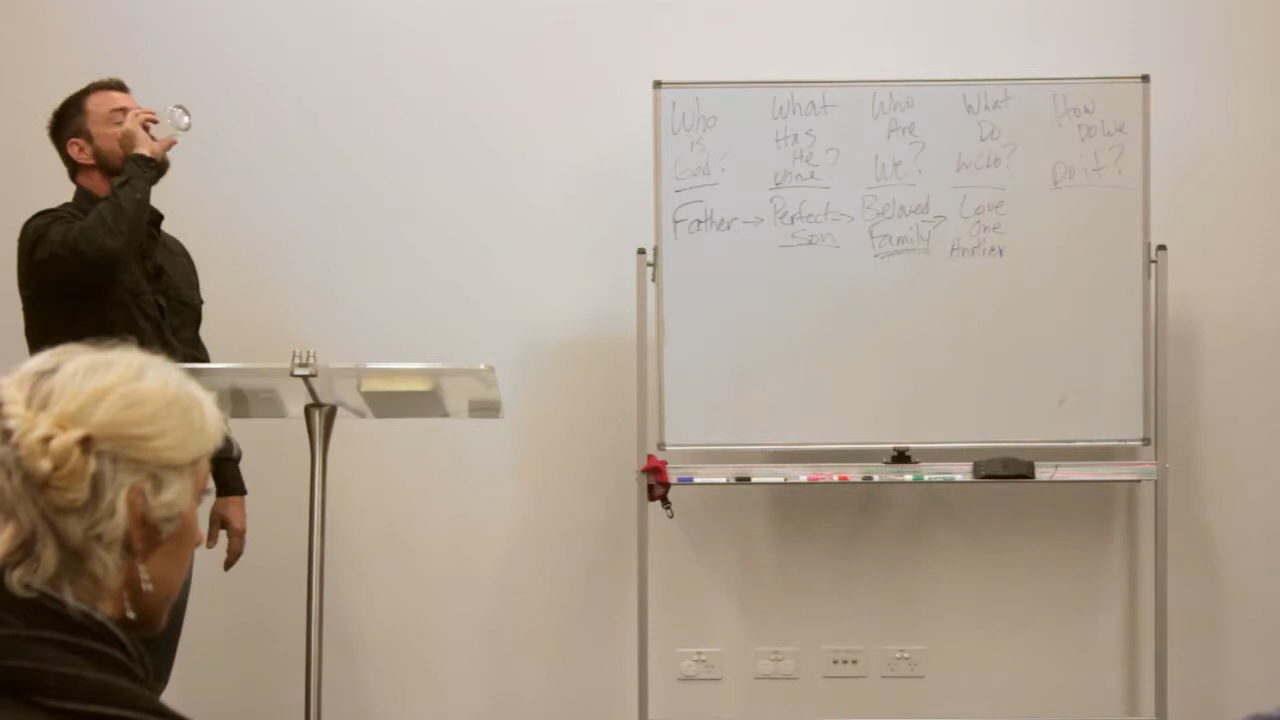 Who
is
God?
What
Has
He?
Done
Who
Are
We?
What
Do
We Do?
How
Do We
Do it?
Father → Perfect → Beloved → Love
Son Family One
Another